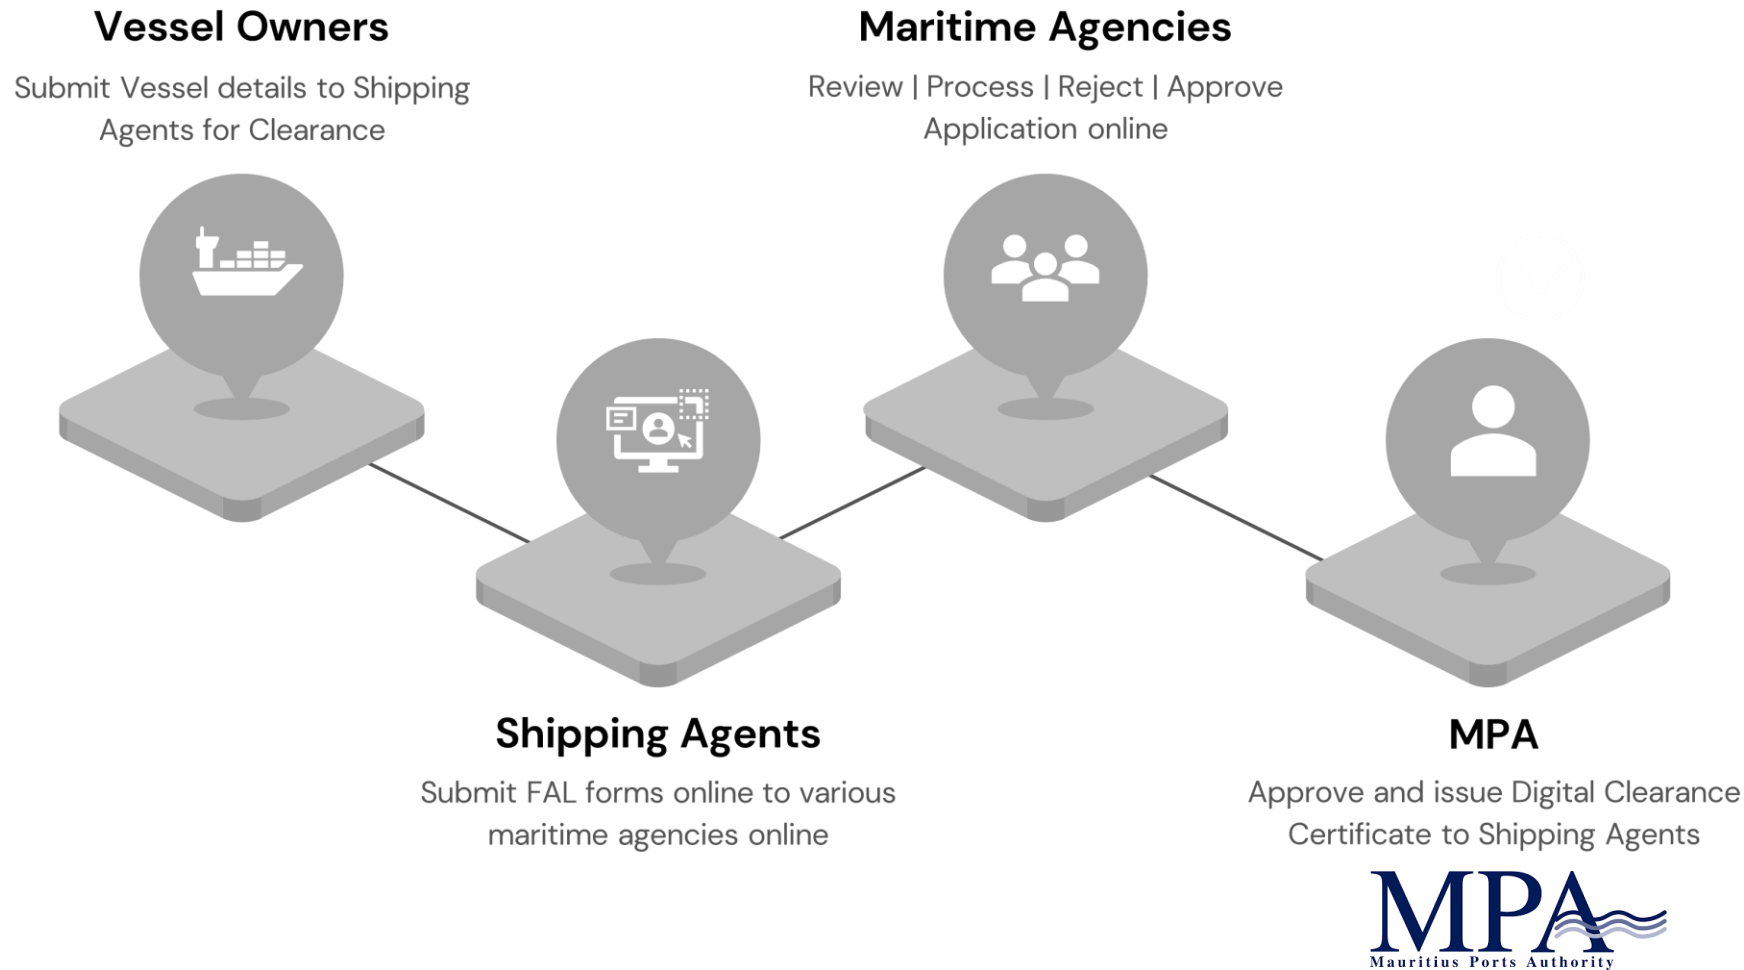 Vessel Owners
Submit Vessel details to Shipping
Agents for Clearance
Maritime Agencies
Review | Process | Reject | Approve
Application online
Shipping Agents
Submit FAL forms online to various
maritime agencies online
MPA
Approve and issue Digital Clearance
Certificate to Shipping Agents
MPA
Mauritius Ports Authority